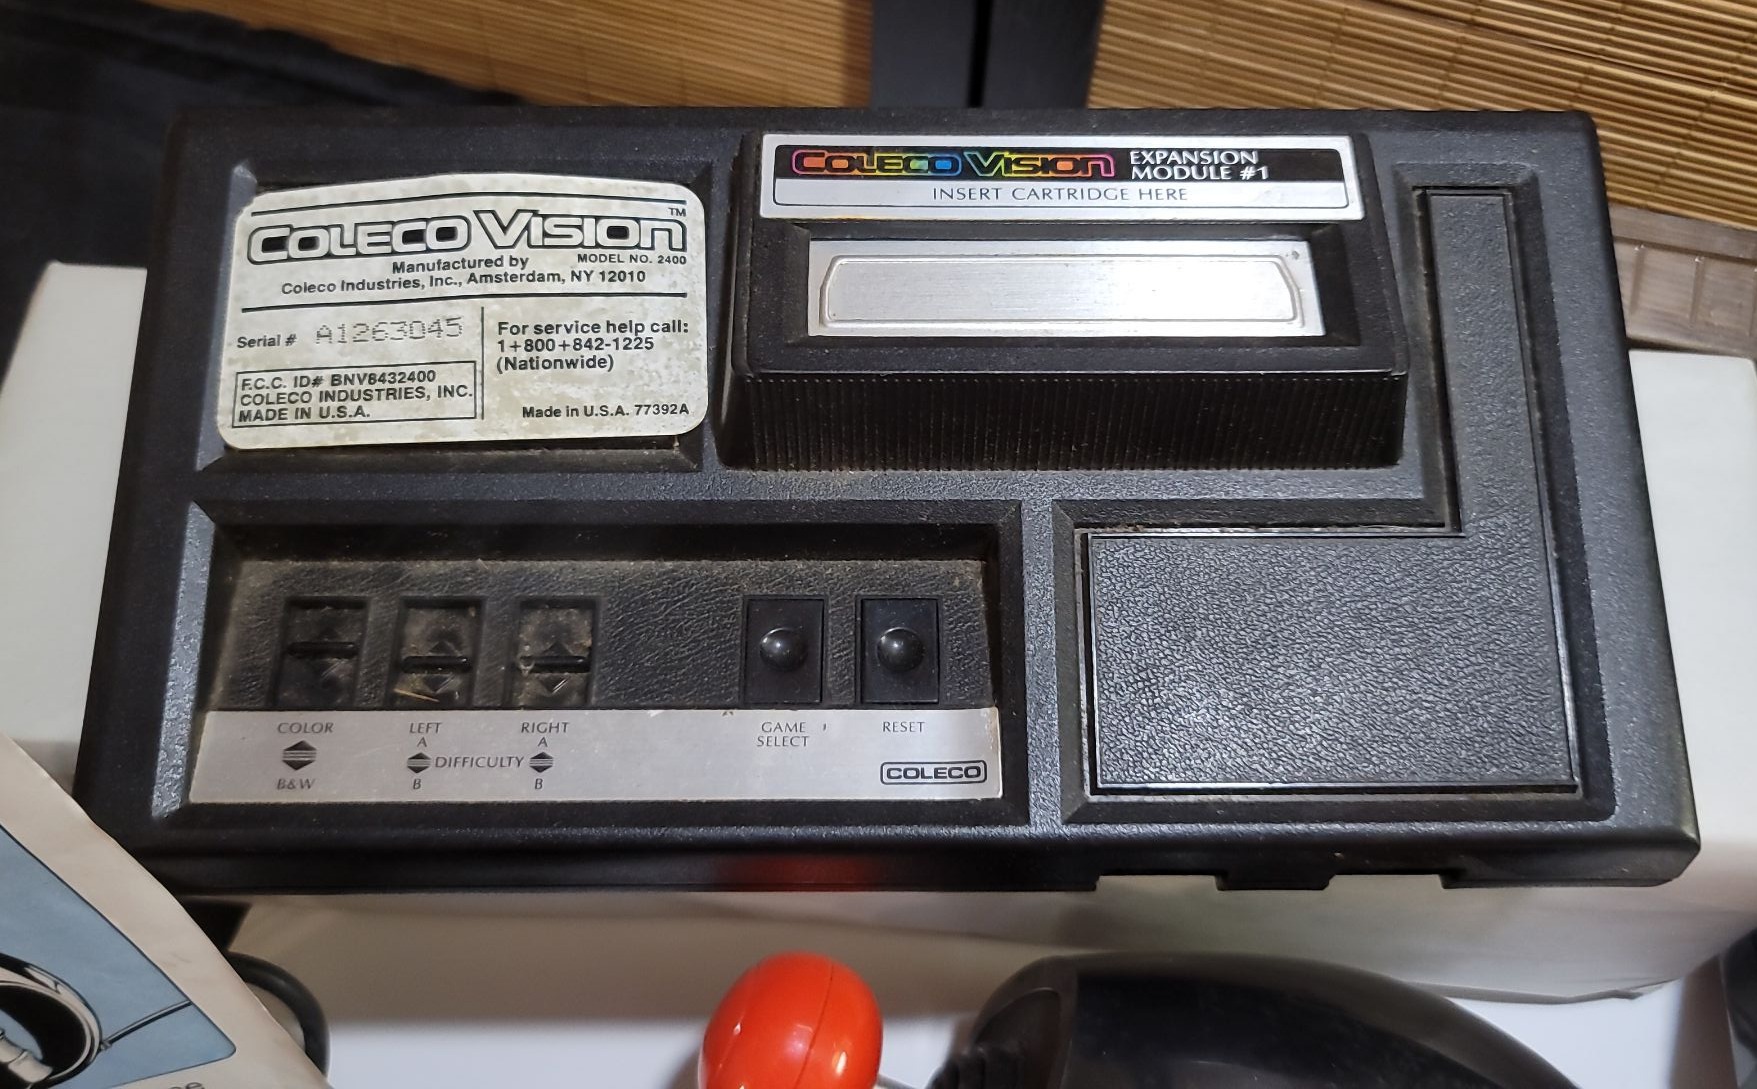 COLECOVISION™
Manufactured by MODEL NO. 2400
Coleco Industries, Inc., Amsterdam, NY 12010
Serial # A1263045
For service help call:
1+800+842-1225
(Nationwide)
F.C.C. ID# BNV8432400
COLECO INDUSTRIES, INC.
MADE IN U.S.A.
Made in U.S.A. 77392A
COLECOVISION EXPANSION
MODULE #1
INSERT CARTRIDGE HERE
COLOR
B&W
LEFT RIGHT
A A
DIFFICULTY
B B
GAME
SELECT
RESET
COLECO